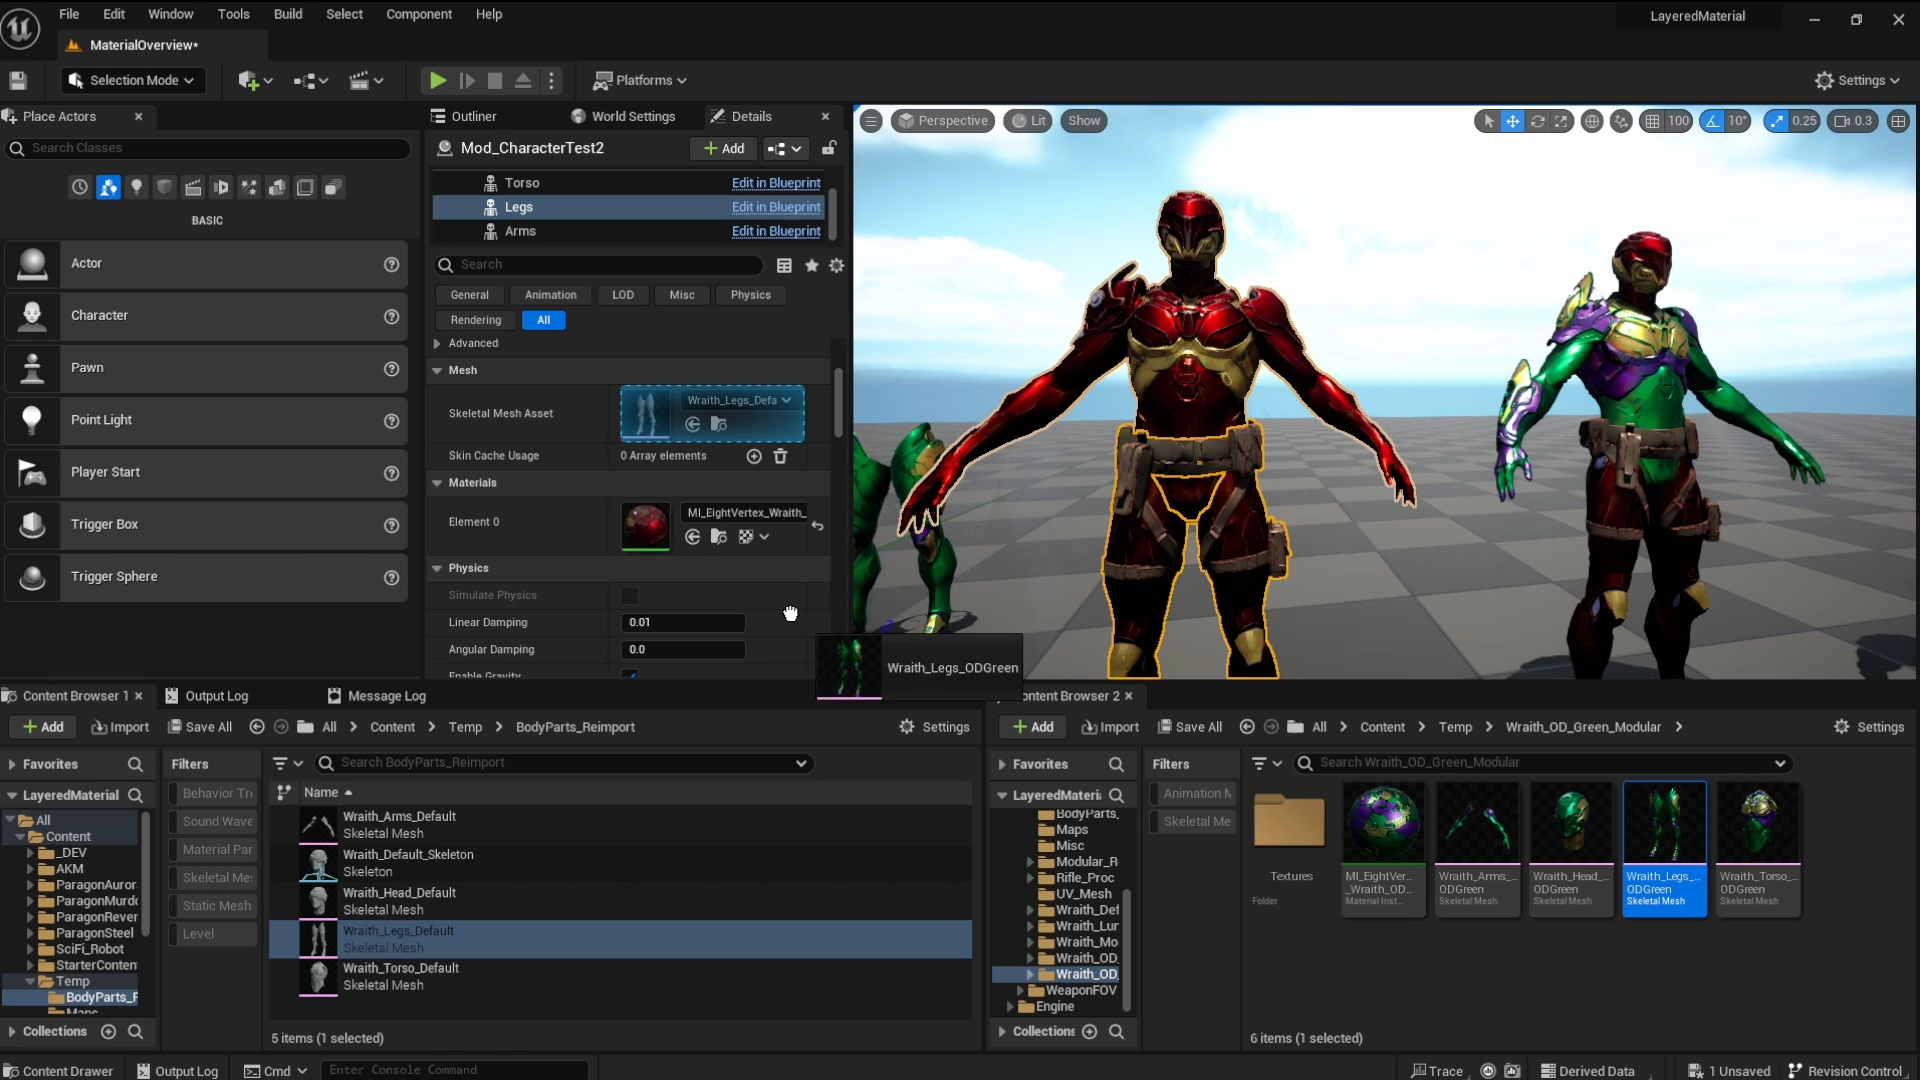 File Edit Window Tools Build Select Component Help
LayeredMaterial
MaterialOverview*
Selection Mode
Platforms
Settings
Place Actors
Outliner
World Settings
Details
Perspective
Lit
Show
100
10°
0.25
0.3
Search Classes
Mod_CharacterTest2
Add
Torso
Edit in Blueprint
Legs
Edit in Blueprint
Arms
Edit in Blueprint
BASIC
Actor
Character
Pawn
Point Light
Player Start
Trigger Box
Trigger Sphere
Search
General
Animation
LOD
Misc
Physics
Rendering
All
Advanced
Mesh
Skeletal Mesh Asset
Wraith_Legs_Defa
Skin Cache Usage
0 Array elements
Materials
Element 0
MI_EightVertex_Wraith_
Physics
Simulate Physics
Linear Damping
0.01
Angular Damping
0.0
Enable Gravity
Wraith_Legs_ODGreen
Content Browser 1
Output Log
Message Log
Add
Import
Save All
All
Content
Temp
BodyParts_Reimport
Settings
Favorites
Filters
Search BodyParts_Reimport
LayeredMaterial
Behavior Tr
Sound Wave
Material Par
Skeletal Me
Static Mesh
Level
All
Content
_DEV
AKM
ParagonAuror
ParagonMurdo
ParagonRever
ParagonSteel
SciFi_Robot
StarterConten
Temp
BodyParts_F
Maps
Collections
Name
Wraith_Arms_Default
Skeletal Mesh
Wraith_Default_Skeleton
Skeleton
Wraith_Head_Default
Skeletal Mesh
Wraith_Legs_Default
Skeletal Mesh
Wraith_Torso_Default
Skeletal Mesh
5 items (1 selected)
ontent Browser 2
Add
Import
Save All
All
Content
Temp
Wraith_OD_Green_Modular
Settings
Favorites
Filters
Search Wraith_OD_Green_Modular
LayeredMateri
Animation M
Skeletal Me
BodyParts_
Maps
Misc
Modular_R
Rifle_Proc
UV_Mesh
Wraith_Def
Wraith_Lur
Wraith_Mo
Wraith_OD_
Wraith_OD_
WeaponFOV
Engine
Collections
Textures
Folder
MI_EightVer...
_Wraith_OD...
Material Inst...
Wraith_Arms_...
ODGreen
Skeletal Mesh
Wraith_Head_...
ODGreen
Skeletal Mesh
Wraith_Legs_...
ODGreen
Skeletal Mesh
Wraith_Torso_...
ODGreen
Skeletal Mesh
6 items (1 selected)
Content Drawer
Output Log
Cmd
Enter Console Command
Trace
Derived Data
1 Unsaved
Revision Control